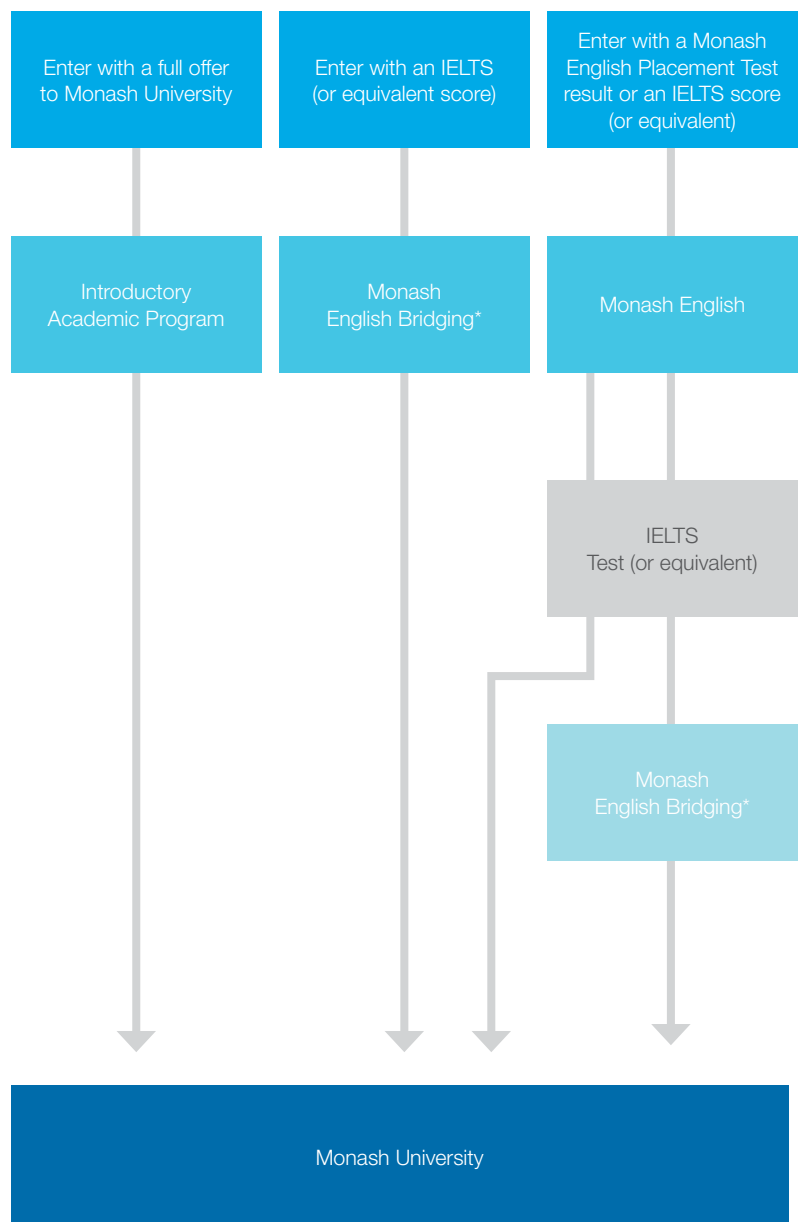 Enter with a full offer
to Monash University
Enter with an IELTS
(or equivalent score)
Enter with a Monash
English Placement Test
result or an IELTS score
(or equivalent)
Introductory
Academic Program
Monash
English Bridging*
Monash English
IELTS
Test (or equivalent)
Monash
English Bridging*
Monash University